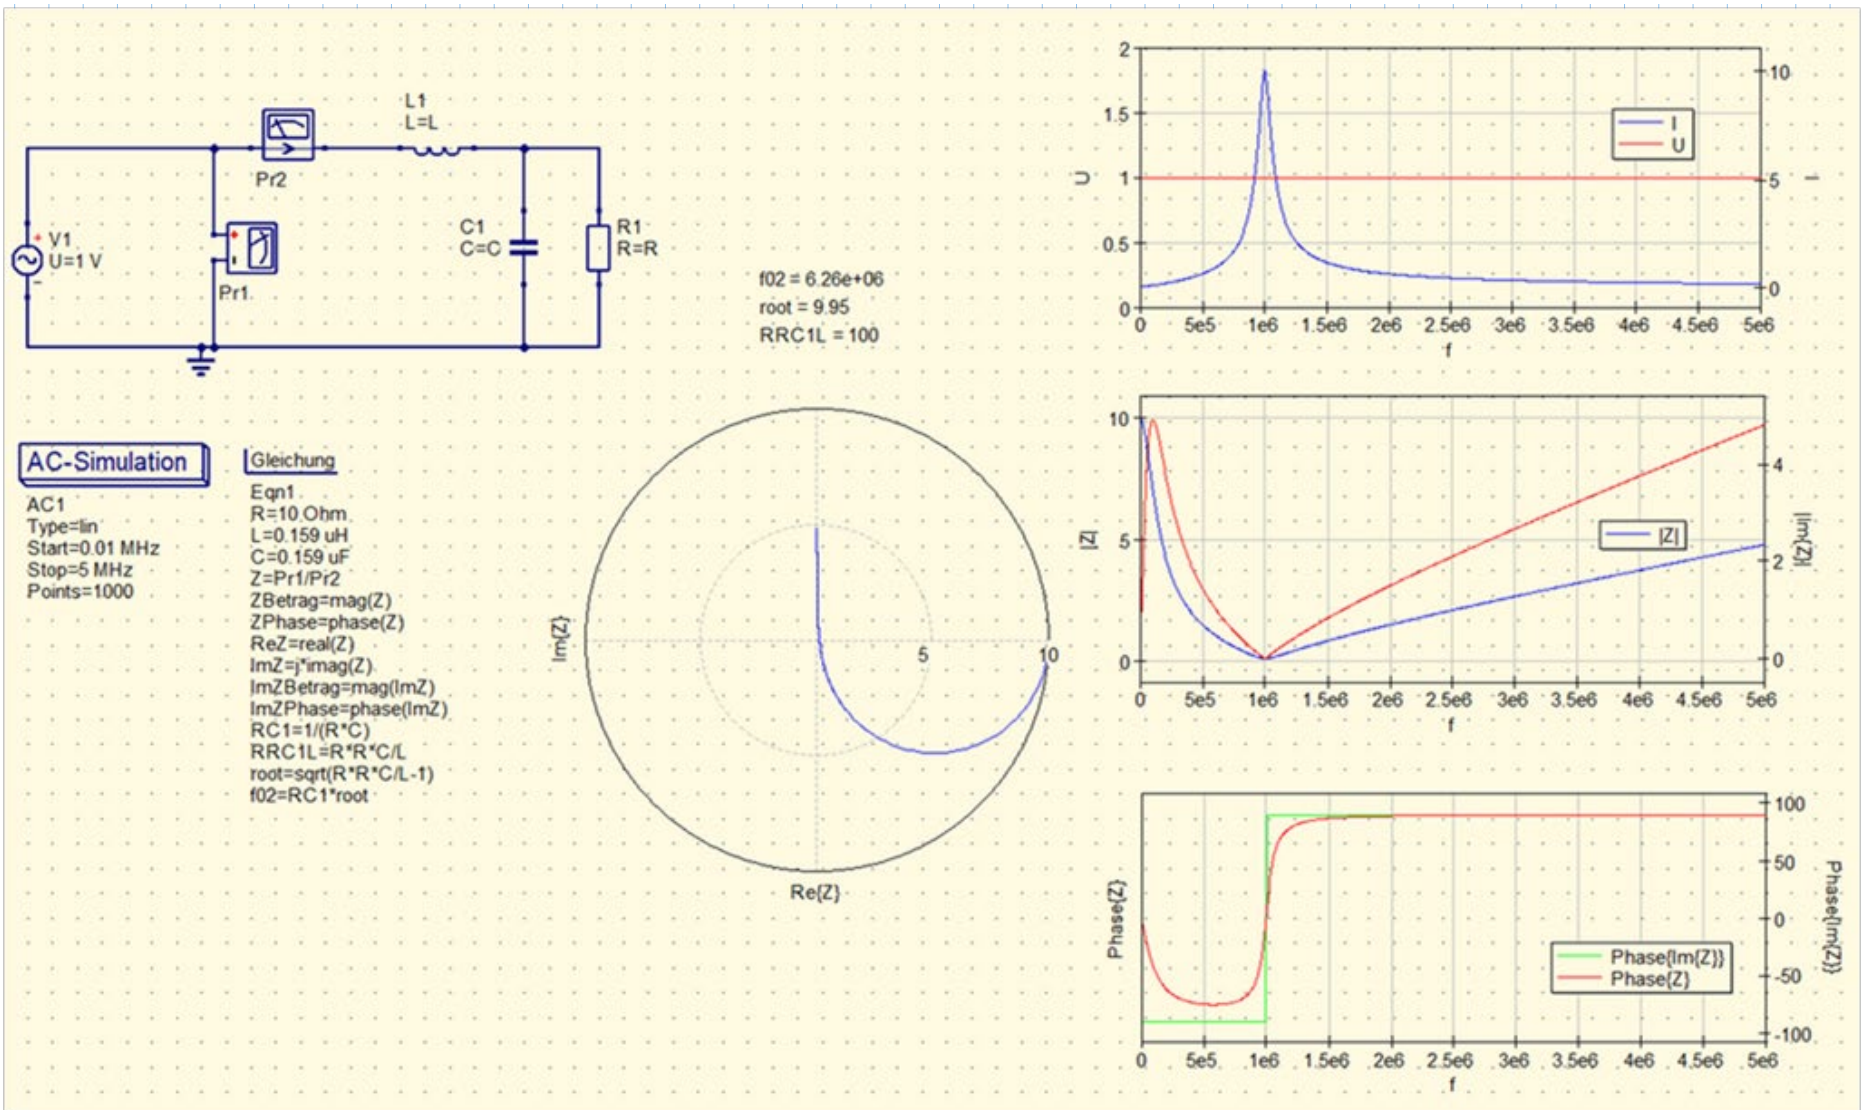 L1
L=L
Pr2
V1
U=1 V
Pr1
C1
C=C
R1
R=R
f02 = 6.26e+06
root = 9.95
RRC1L = 100
AC-Simulation
AC1
Type=lin
Start=0.01 MHz
Stop=5 MHz
Points=1000
Gleichung
Eqn1
R=10 Ohm
L=0.159 uH
C=0.159 uF
Z=Pr1/Pr2
ZBetrag=mag(Z)
ZPhase=phase(Z)
ReZ=real(Z)
ImZ=j*imag(Z)
ImZBetrag=mag(ImZ)
ImZPhase=phase(ImZ)
RC1=1/(R*C)
RRC1L=R*R*C/L
root=sqrt(R*R*C/L-1)
f02=RC1*root
Im{Z}
5
10
Re{Z}
2
1.5
1
0.5
0
U
10
5
0
I
I
U
0 5e5 1e6 1.5e6 2e6 2.5e6 3e6 3.5e6 4e6 4.5e6 5e6
f
10
5
0
|Z|
4
2
0
|Im{Z}|
|Z|
0 5e5 1e6 1.5e6 2e6 2.5e6 3e6 3.5e6 4e6 4.5e6 5e6
f
Phase{Z}
100
50
0
-50
-100
Phase{Im{Z}}
Phase{Im{Z}}
Phase{Z}
0 5e5 1e6 1.5e6 2e6 2.5e6 3e6 3.5e6 4e6 4.5e6 5e6
f